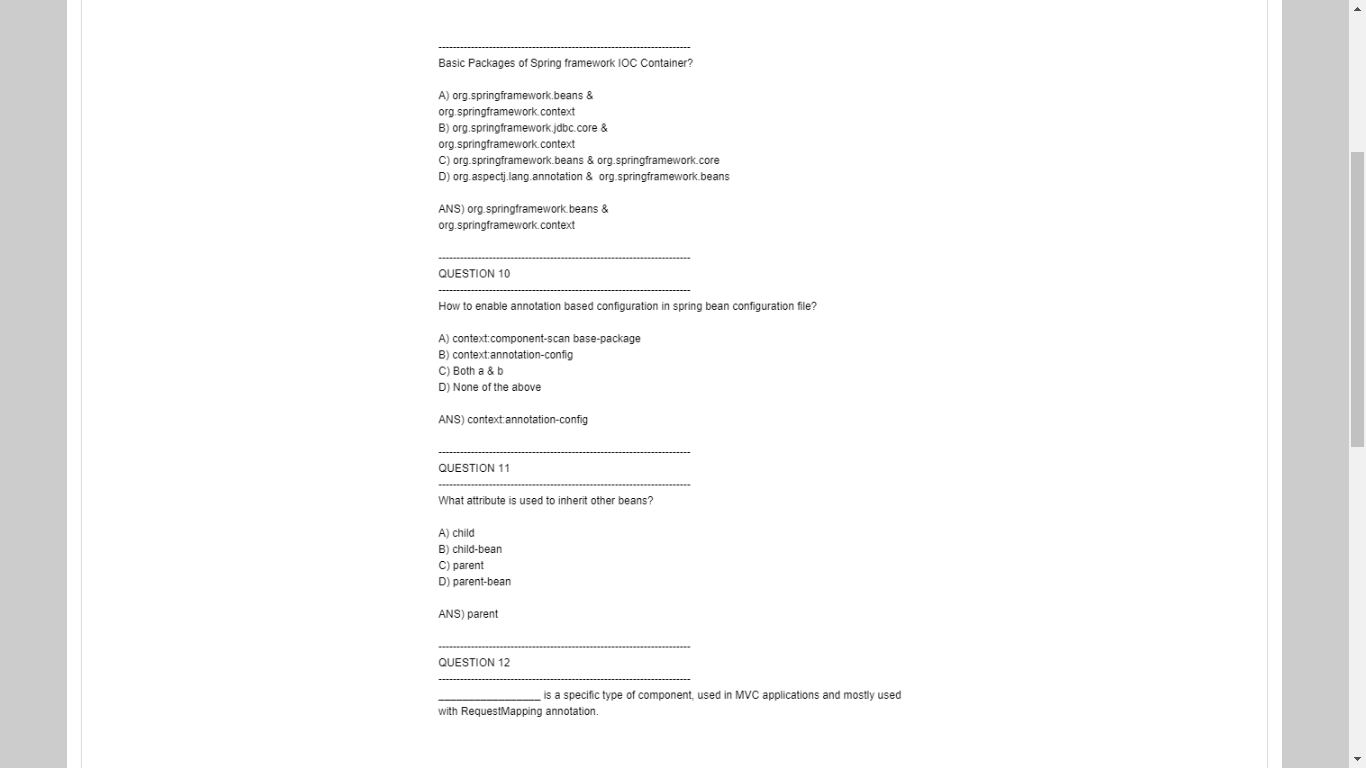 ----------------------------------------------------------------------
Basic Packages of Spring framework IOC Container?
A) org.springframework.beans &
org.springframework.context
B) org.springframework.jdbc.core &
org.springframework.context
C) org.springframework.beans & org.springframework.core
D) org.aspectj.lang.annotation &  org.springframework.beans
ANS) org.springframework.beans &
org.springframework.context
----------------------------------------------------------------------
QUESTION 10
----------------------------------------------------------------------
How to enable annotation based configuration in spring bean configuration file?
A) context:component-scan base-package
B) context:annotation-config
C) Both a & b
D) None of the above
ANS) context:annotation-config
----------------------------------------------------------------------
QUESTION 11
----------------------------------------------------------------------
What attribute is used to inherit other beans?
A) child
B) child-bean
C) parent
D) parent-bean
ANS) parent
----------------------------------------------------------------------
QUESTION 12
----------------------------------------------------------------------
_________________ is a specific type of component, used in MVC applications and mostly used
with RequestMapping annotation.